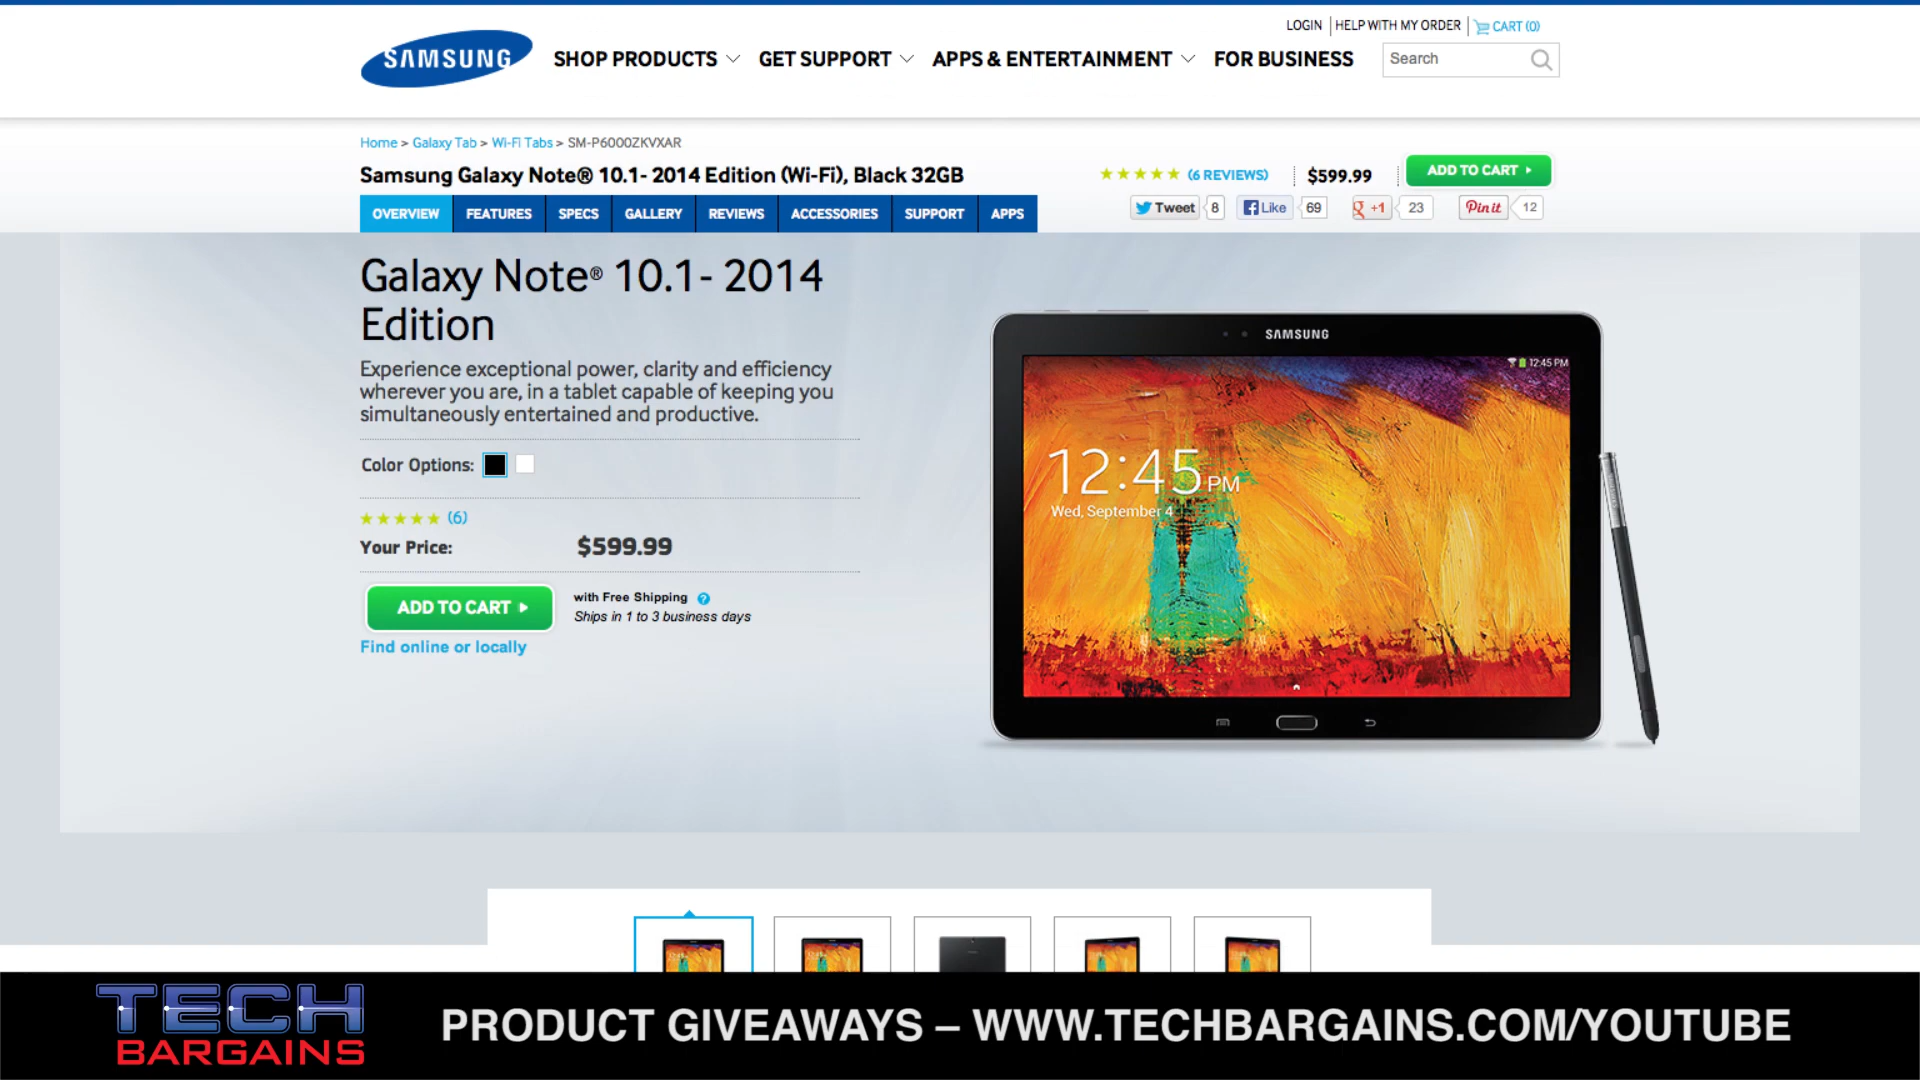 LOGIN HELP WITH MY ORDER CART (0)
SAMSUNG SHOP PRODUCTS GET SUPPORT APPS & ENTERTAINMENT FOR BUSINESS Search
Home > Galaxy Tab > Wi-Fi Tabs > SM-P6000ZKVXAR
Samsung Galaxy Note® 10.1- 2014 Edition (Wi-Fi), Black 32GB (6 REVIEWS) $599.99 ADD TO CART
OVERVIEW FEATURES SPECS GALLERY REVIEWS ACCESSORIES SUPPORT APPS Tweet 8 Like 69 +1 23 Pin it 12
Galaxy Note® 10.1- 2014
Edition
Experience exceptional power, clarity and efficiency
wherever you are, in a tablet capable of keeping you
simultaneously entertained and productive.
Color Options:
(6)
Your Price: $599.99
ADD TO CART
with Free Shipping ?
Ships in 1 to 3 business days
Find online or locally
SAMSUNG
12:45 PM
12:45 PM
Wed, September 4
TECH
BARGAINS
PRODUCT GIVEAWAYS – WWW.TECHBARGAINS.COM/YOUTUBE